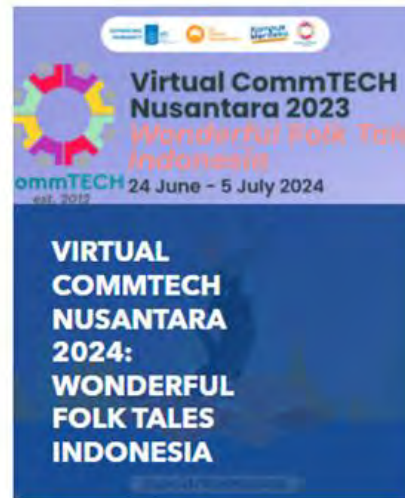 Virtual CommTECH
Nusantara 2023
Wonderful Folk Tal
Indonesia
ommTECH
est. 2012
24 June - 5 July 2024
VIRTUAL
COMMTECH
NUSANTARA
2024:
WONDERFUL
FOLK TALES
INDONESIA